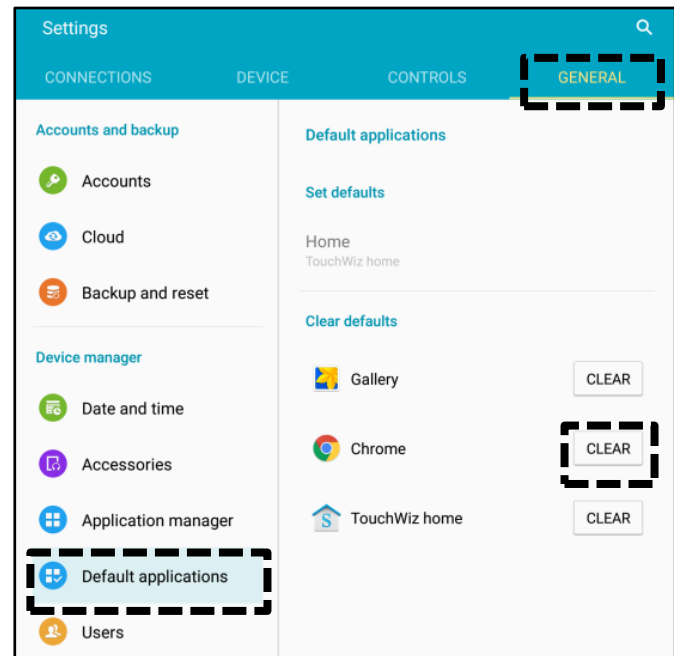 Settings
CONNECTIONS
DEVICE
CONTROLS
GENERAL
Accounts and backup
Accounts
Cloud
Backup and reset
Device manager
Date and time
Accessories
Application manager
Default applications
Users
Default applications
Set defaults
Home
TouchWiz home
Clear defaults
Gallery
CLEAR
Chrome
CLEAR
S
TouchWiz home
CLEAR